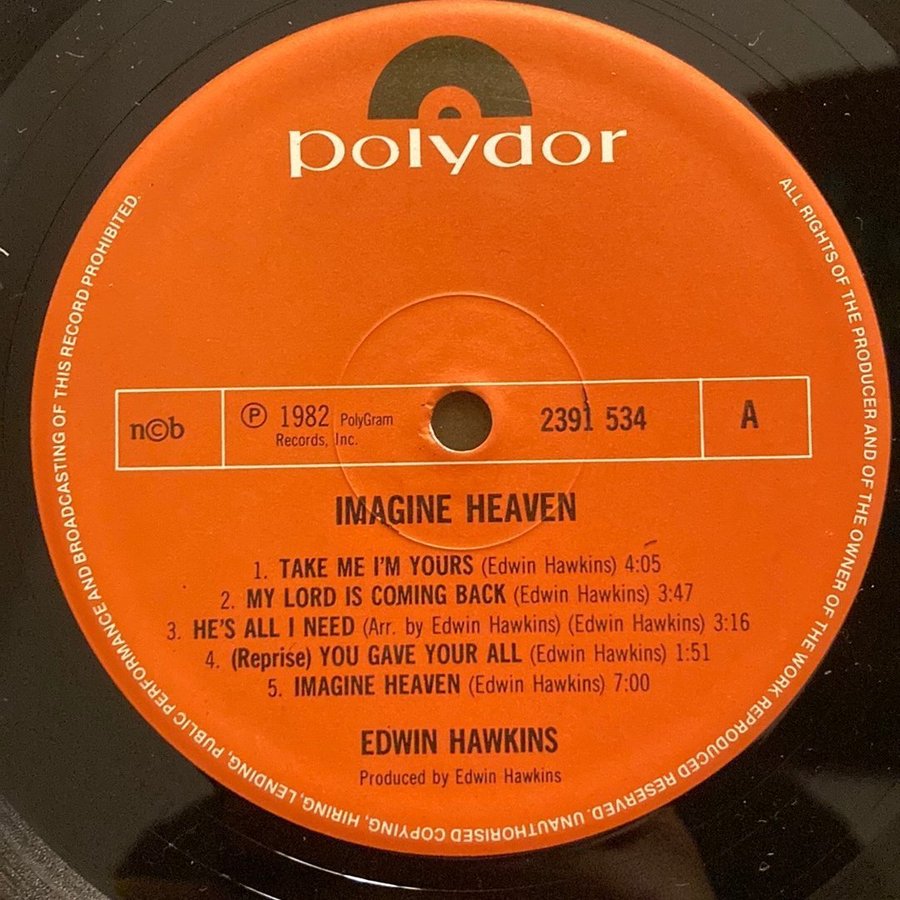 polydor
n©b
℗ 1982 PolyGram
Records, Inc.
2391 534
A
IMAGINE HEAVEN
1. TAKE ME I'M YOURS (Edwin Hawkins) 4:05
2. MY LORD IS COMING BACK (Edwin Hawkins) 3:47
3. HE'S ALL I NEED (Arr. by Edwin Hawkins) (Edwin Hawkins) 3:16
4. (Reprise) YOU GAVE YOUR ALL (Edwin Hawkins) 1:51
5. IMAGINE HEAVEN (Edwin Hawkins) 7:00
EDWIN HAWKINS
Produced by Edwin Hawkins
ALL RIGHTS OF THE PRODUCER AND OF THE OWNER OF THE WORK REPRODUCED RESERVED. UNAUTHORISED COPYING, HIRING, LENDING, PUBLIC PERFORMANCE AND BROADCASTING OF THIS RECORD PROHIBITED.